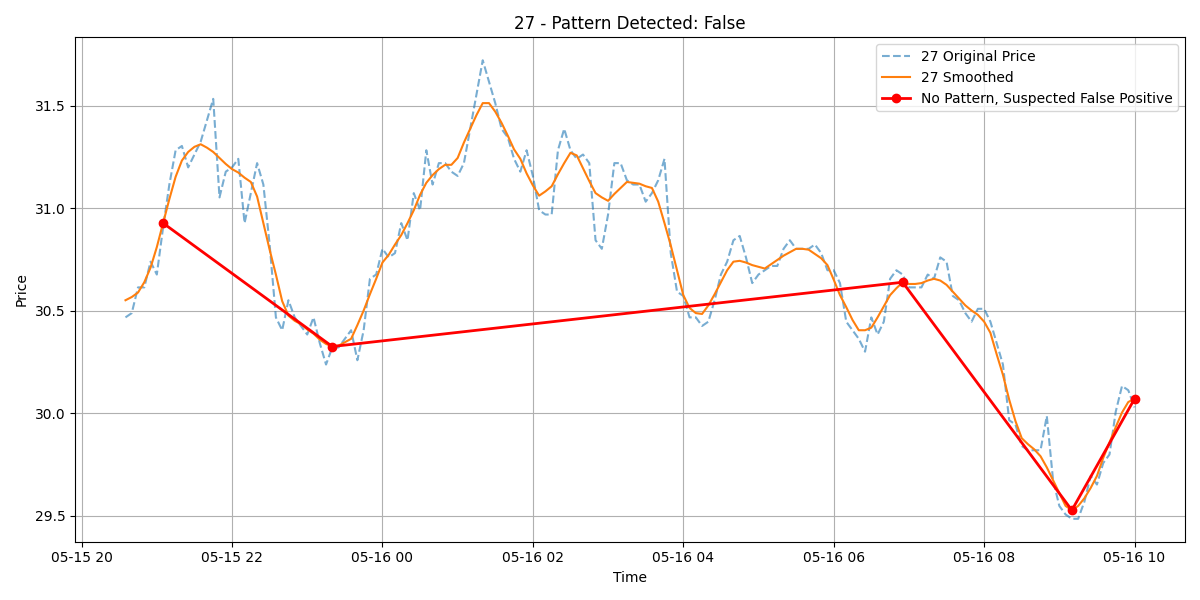 27 - Pattern Detected: False
27 Original Price
27 Smoothed
No Pattern, Suspected False Positive
Price
31.5
31.0
30.5
30.0
29.5
05-15 20
05-15 22
05-16 00
05-16 02
05-16 04
05-16 06
05-16 08
05-16 10
Time